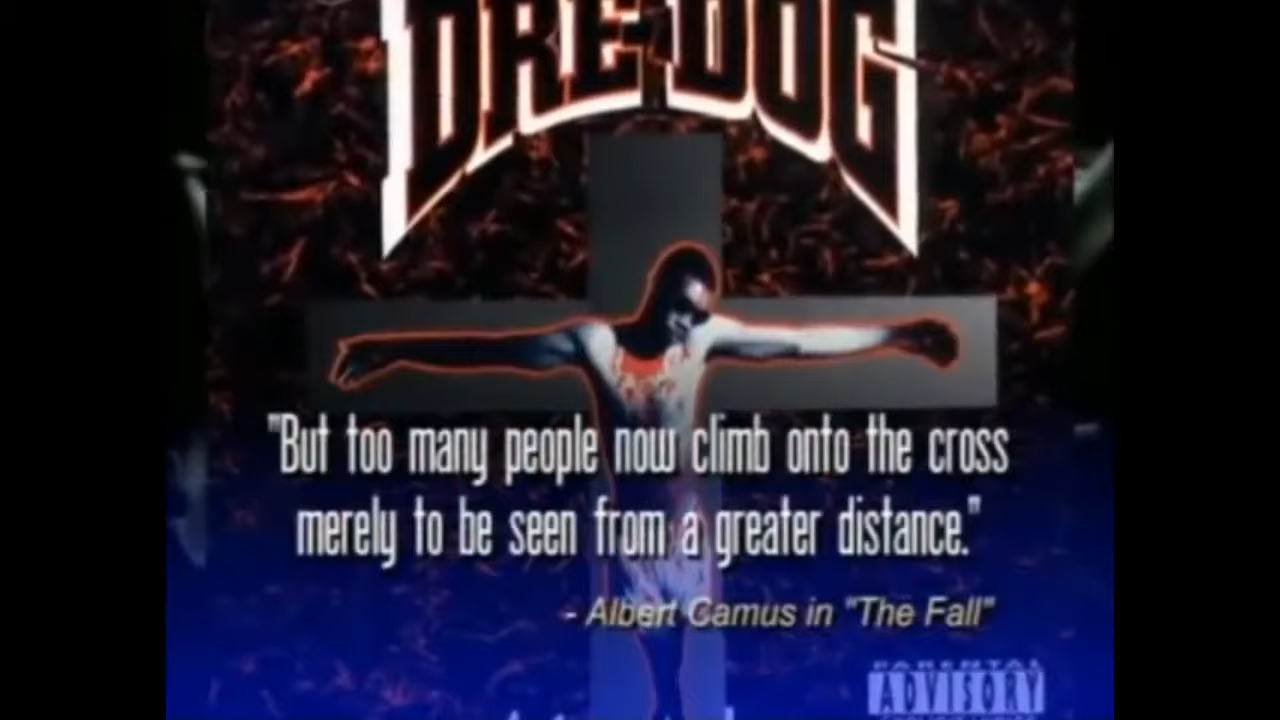 DRE DOG
"But too many people now climb onto the cross
merely to be seen from a greater distance."
- Albert Camus in "The Fall"
PARENTAL
ADVISORY